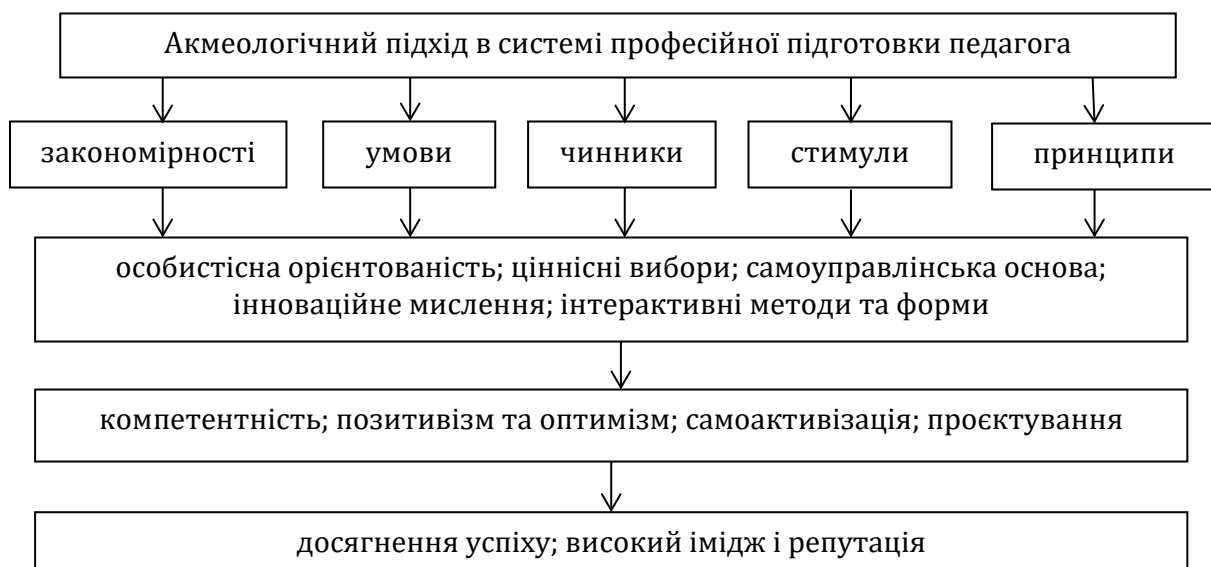 Акмеологічний підхід в системі професійної підготовки педагога
закономірності
умови
чинники
стимули
принципи
особистісна орієнтованість; ціннісні вибори; самоуправлінська основа;
інноваційне мислення; інтерактивні методи та форми
компетентність; позитивізм та оптимізм; самоактивізація; проєктування
досягнення успіху; високий імідж і репутація